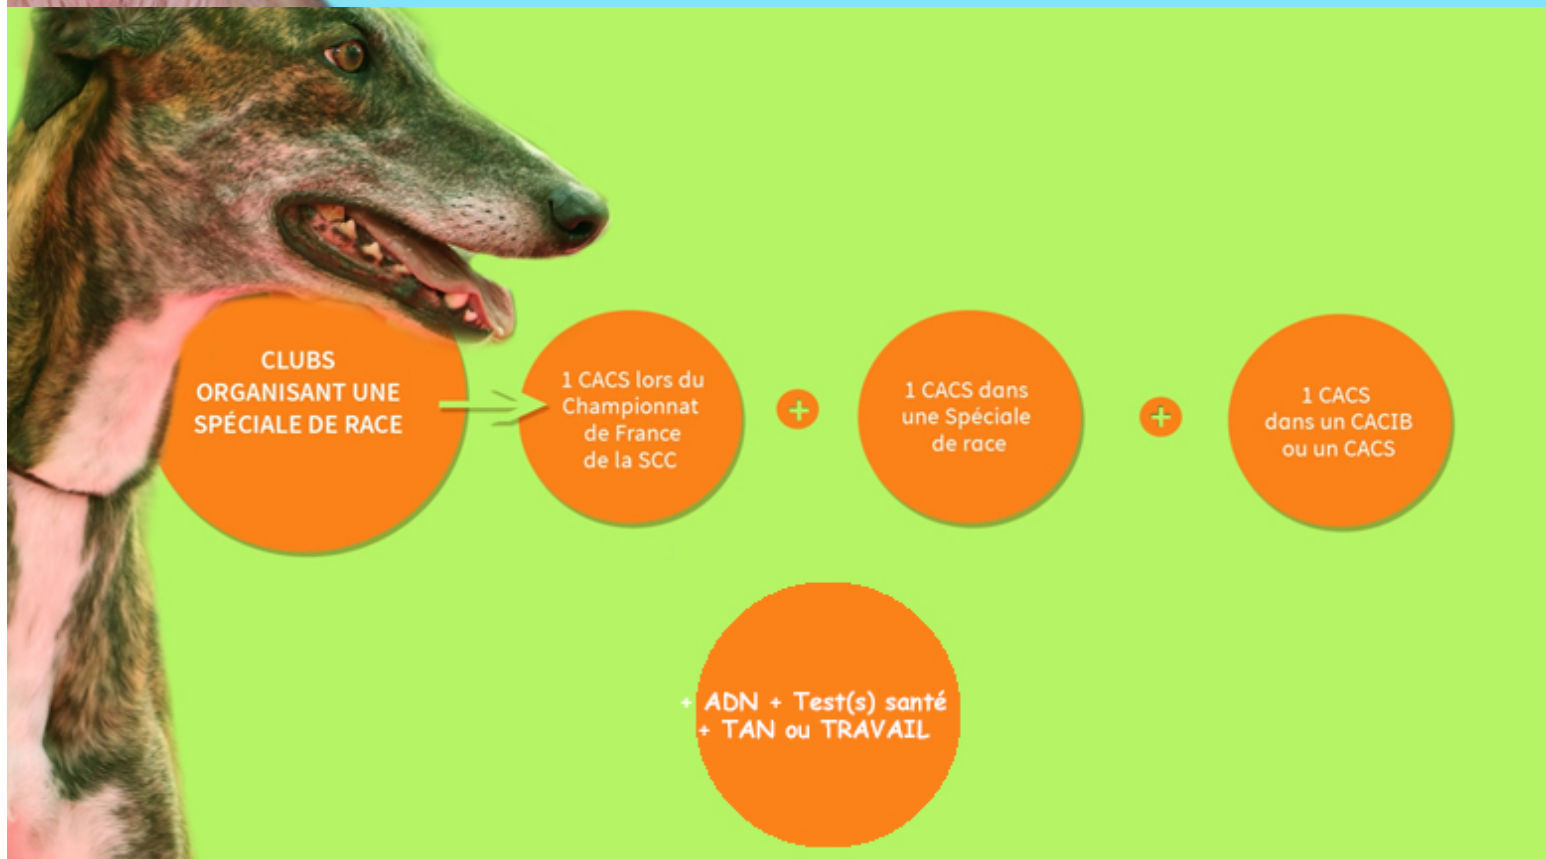 CLUBS
ORGANISANT UNE
SPÉCIALE DE RACE
1 CACS lors du
Championnat
de France
de la SCC
+
1 CACS dans
une Spéciale
de race
+
1 CACS
dans un CACIB
ou un CACS
+ ADN + Test(s) santé
+ TAN ou TRAVAIL